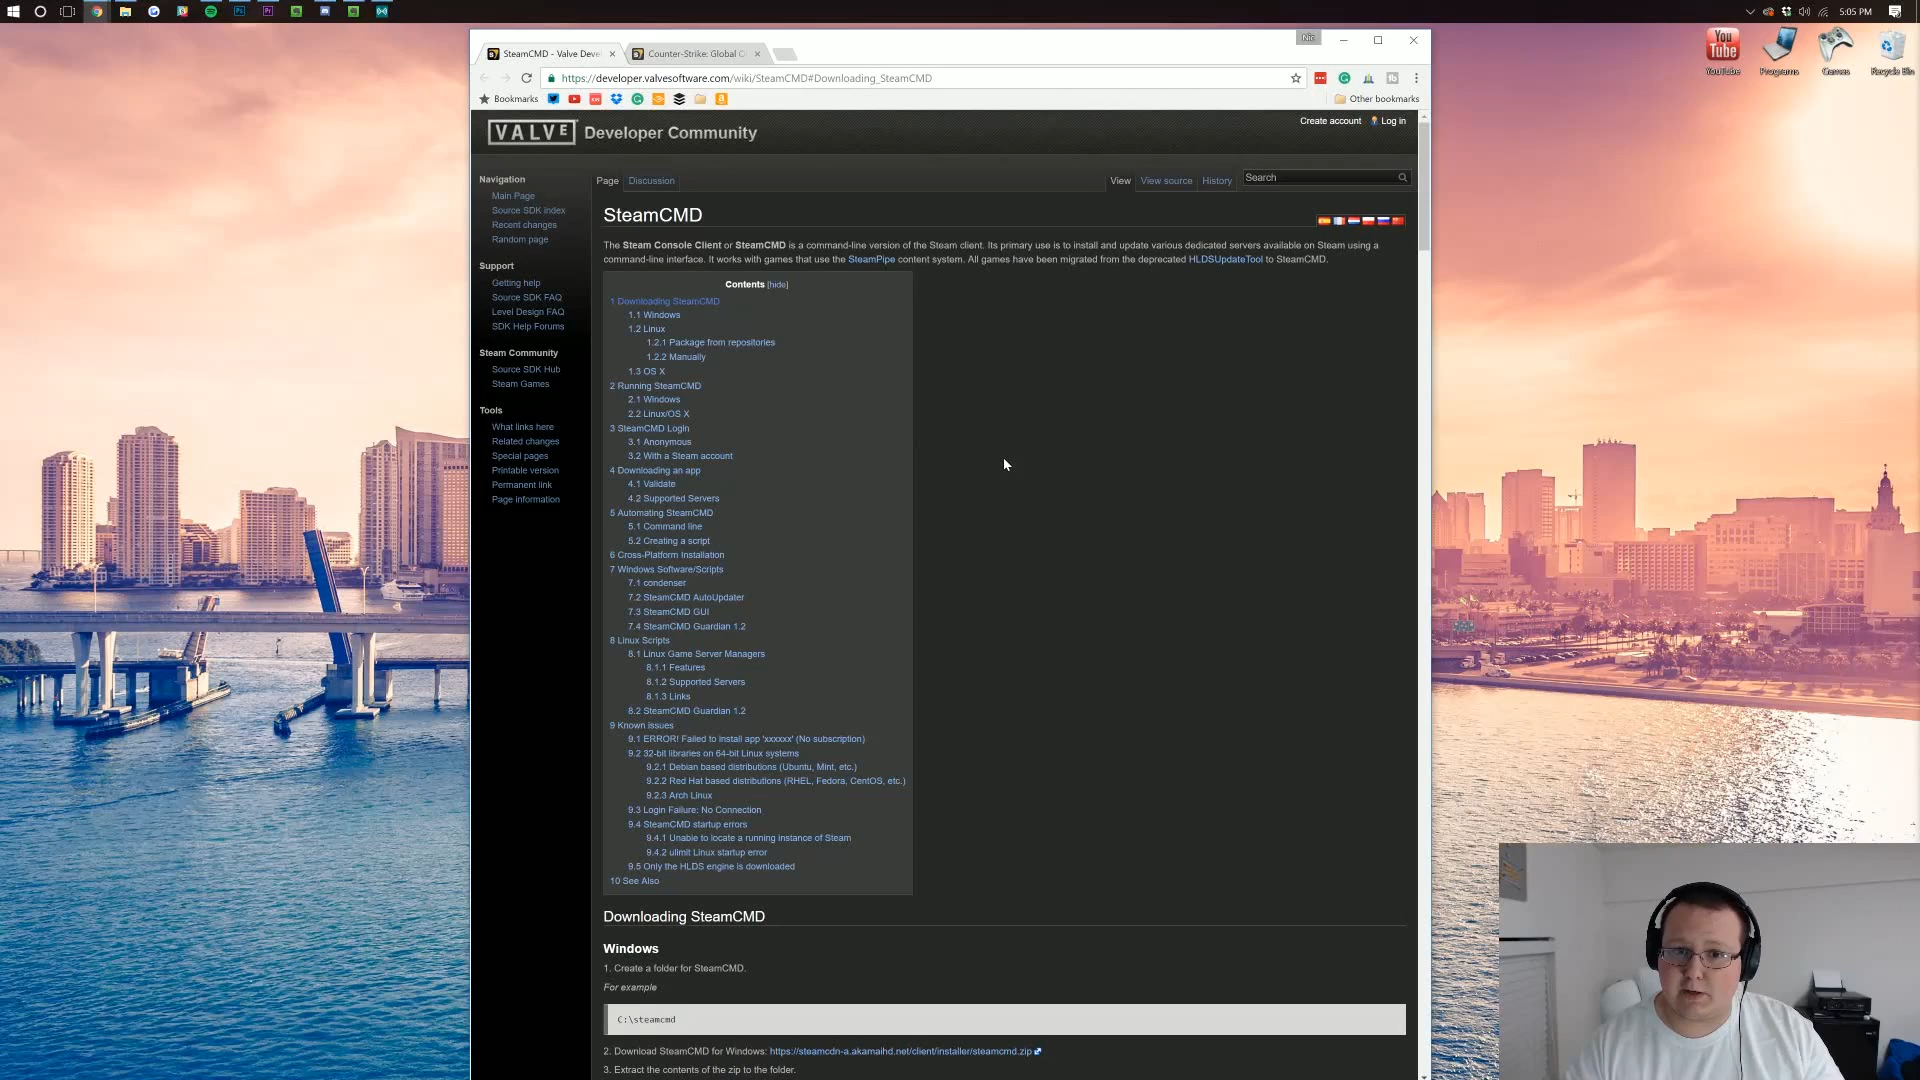 5:05 PM
Nic
SteamCMD - Valve Deve
Counter-Strike: Global O
https://developer.valvesoftware.com/wiki/SteamCMD#Downloading_SteamCMD
Bookmarks
Other bookmarks
YouTube
Programs
Games
Recycle Bin
VALVE Developer Community
Create account
Log in
Navigation
Main Page
Source SDK index
Recent changes
Random page
Support
Getting help
Source SDK FAQ
Level Design FAQ
SDK Help Forums
Steam Community
Source SDK Hub
Steam Games
Tools
What links here
Related changes
Special pages
Printable version
Permanent link
Page information
Page
Discussion
View
View source
History
Search
SteamCMD
The Steam Console Client or SteamCMD is a command-line version of the Steam client. Its primary use is to install and update various dedicated servers available on Steam using a
command-line interface. It works with games that use the SteamPipe content system. All games have been migrated from the deprecated HLDSUpdateTool to SteamCMD.
Contents [hide]
1 Downloading SteamCMD
1.1 Windows
1.2 Linux
1.2.1 Package from repositories
1.2.2 Manually
1.3 OS X
2 Running SteamCMD
2.1 Windows
2.2 Linux/OS X
3 SteamCMD Login
3.1 Anonymous
3.2 With a Steam account
4 Downloading an app
4.1 Validate
4.2 Supported Servers
5 Automating SteamCMD
5.1 Command line
5.2 Creating a script
6 Cross-Platform Installation
7 Windows Software/Scripts
7.1 condenser
7.2 SteamCMD AutoUpdater
7.3 SteamCMD GUI
7.4 SteamCMD Guardian 1.2
8 Linux Scripts
8.1 Linux Game Server Managers
8.1.1 Features
8.1.2 Supported Servers
8.1.3 Links
8.2 SteamCMD Guardian 1.2
9 Known issues
9.1 ERROR! Failed to install app 'xxxxxx' (No subscription)
9.2 32-bit libraries on 64-bit Linux systems
9.2.1 Debian based distributions (Ubuntu, Mint, etc.)
9.2.2 Red Hat based distributions (RHEL, Fedora, CentOS, etc.)
9.2.3 Arch Linux
9.3 Login Failure: No Connection
9.4 SteamCMD startup errors
9.4.1 Unable to locate a running instance of Steam
9.4.2 ulimit Linux startup error
9.5 Only the HLDS engine is downloaded
10 See Also
Downloading SteamCMD
Windows
1. Create a folder for SteamCMD.
For example
C:\steamcmd
2. Download SteamCMD for Windows: https://steamcdn-a.akamaihd.net/client/installer/steamcmd.zip
3. Extract the contents of the zip to the folder.